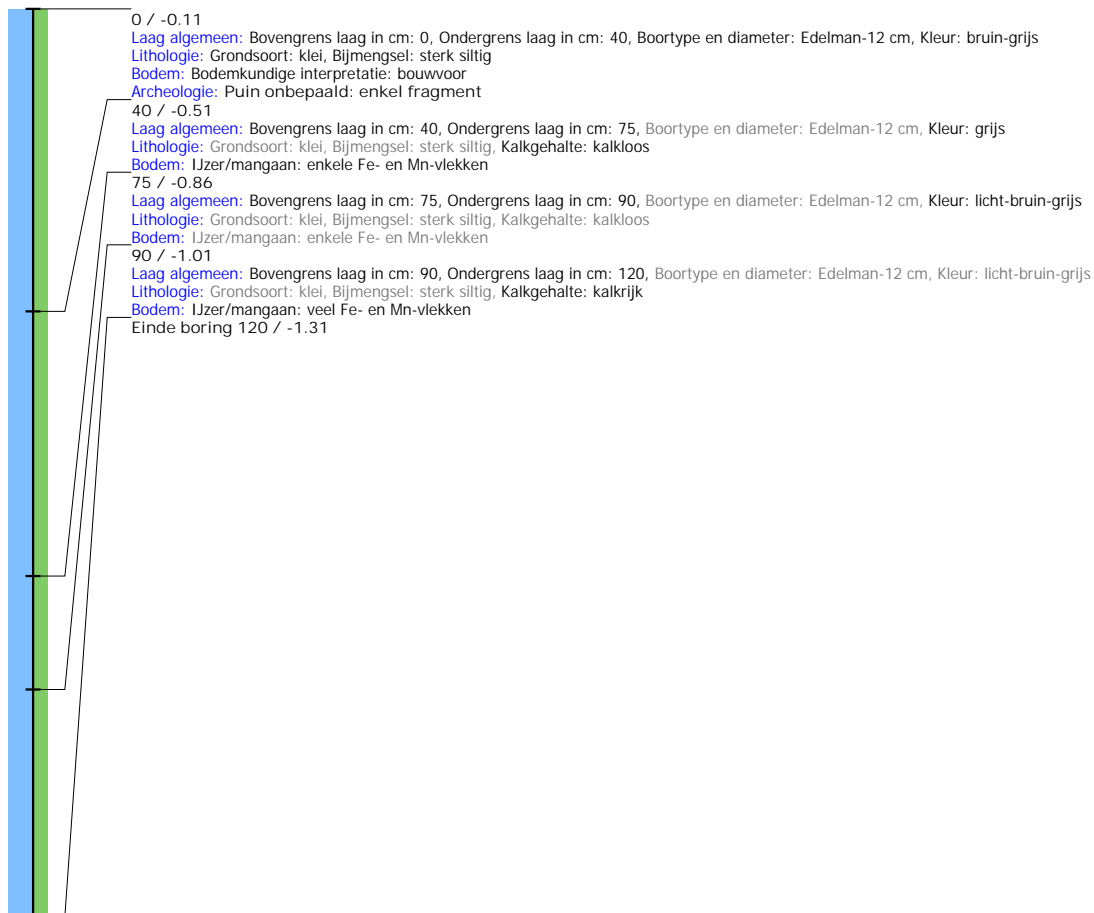 0 / -0.11
Laag algemeen: Bovengrens laag in cm: 0, Ondergrens laag in cm: 40, Boortype en diameter: Edelman-12 cm, Kleur: bruin-grijs
Lithologie: Grondsoort: klei, Bijmengsel: sterk siltig
Bodem: Bodemkundige interpretatie: bouwvoor
Archeologie: Puin onbepaald: enkel fragment
40 / -0.51
Laag algemeen: Bovengrens laag in cm: 40, Ondergrens laag in cm: 75, Boortype en diameter: Edelman-12 cm, Kleur: grijs
Lithologie: Grondsoort: klei, Bijmengsel: sterk siltig, Kalkgehalte: kalkloos
Bodem: IJzer/mangaan: enkele Fe- en Mn-vlekken
75 / -0.86
Laag algemeen: Bovengrens laag in cm: 75, Ondergrens laag in cm: 90, Boortype en diameter: Edelman-12 cm, Kleur: licht-bruin-grijs
Lithologie: Grondsoort: klei, Bijmengsel: sterk siltig, Kalkgehalte: kalkloos
Bodem: IJzer/mangaan: enkele Fe- en Mn-vlekken
90 / -1.01
Laag algemeen: Bovengrens laag in cm: 90, Ondergrens laag in cm: 120, Boortype en diameter: Edelman-12 cm, Kleur: licht-bruin-grijs
Lithologie: Grondsoort: klei, Bijmengsel: sterk siltig, Kalkgehalte: kalkrijk
Bodem: IJzer/mangaan: veel Fe- en Mn-vlekken
Einde boring 120 / -1.31